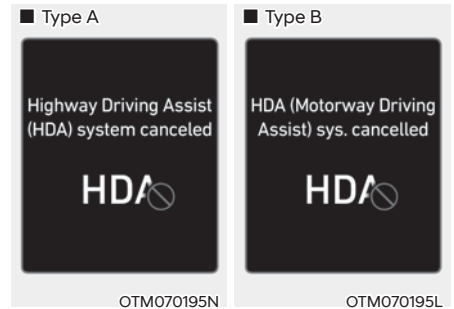 ■ Type A
Highway Driving Assist
(HDA) system canceled
HDA
OTM070195N
■ Type B
HDA (Motorway Driving
Assist) sys. cancelled
HDA
OTM070195L